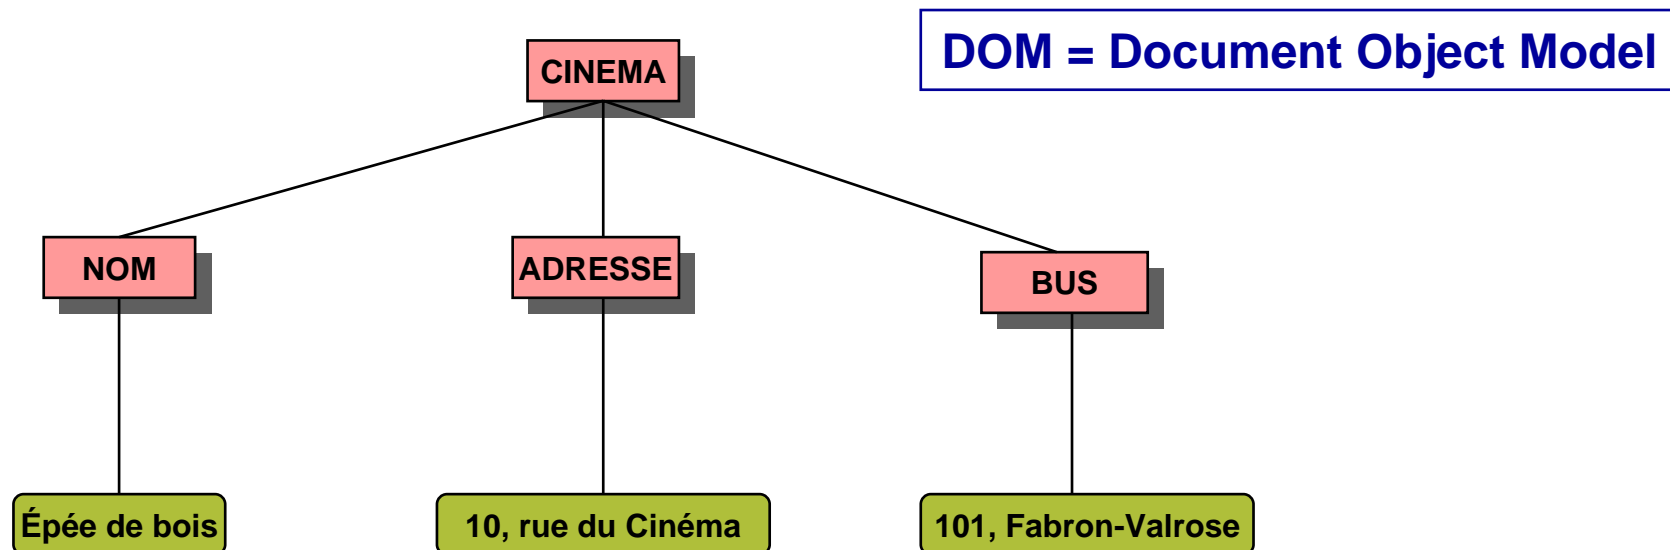 DOM = Document Object Model
CINEMA
NOM
ADRESSE
BUS
Épée de bois
10, rue du Cinéma
101, Fabron-Valrose